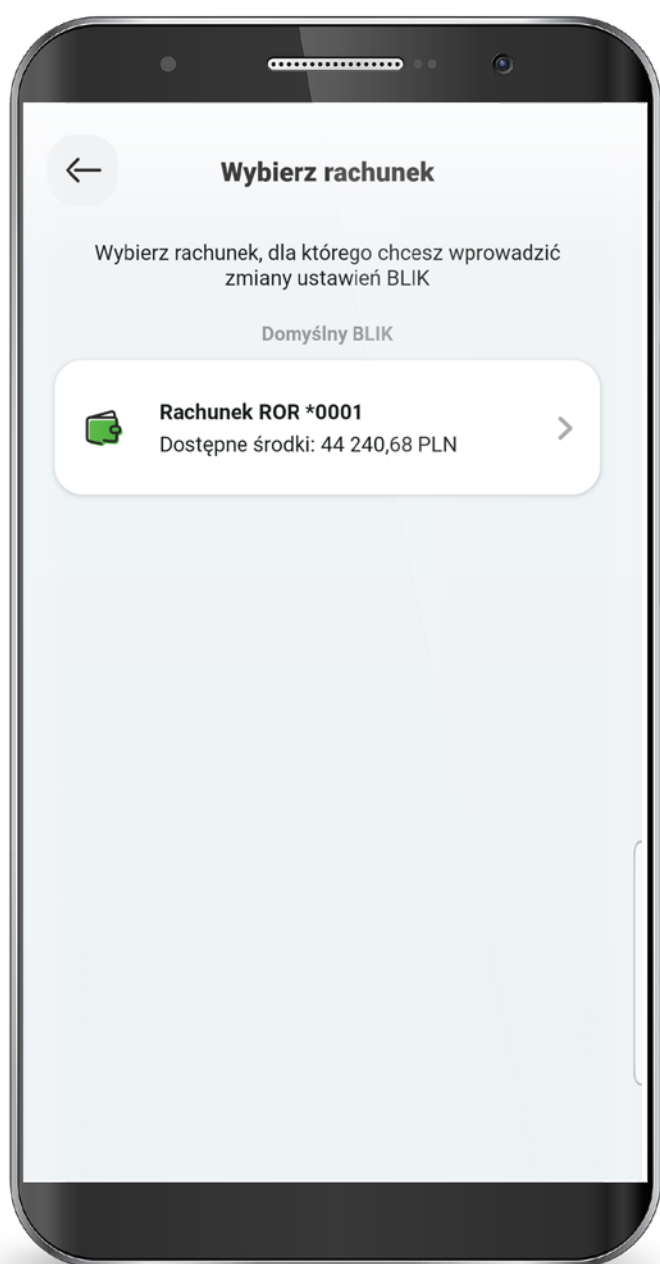 Wybierz rachunek
Wybierz rachunek, dla którego chcesz wprowadzić
zmiany ustawień BLIK
Domyślny BLIK
Rachunek ROR *0001
Dostępne środki: 44 240,68 PLN